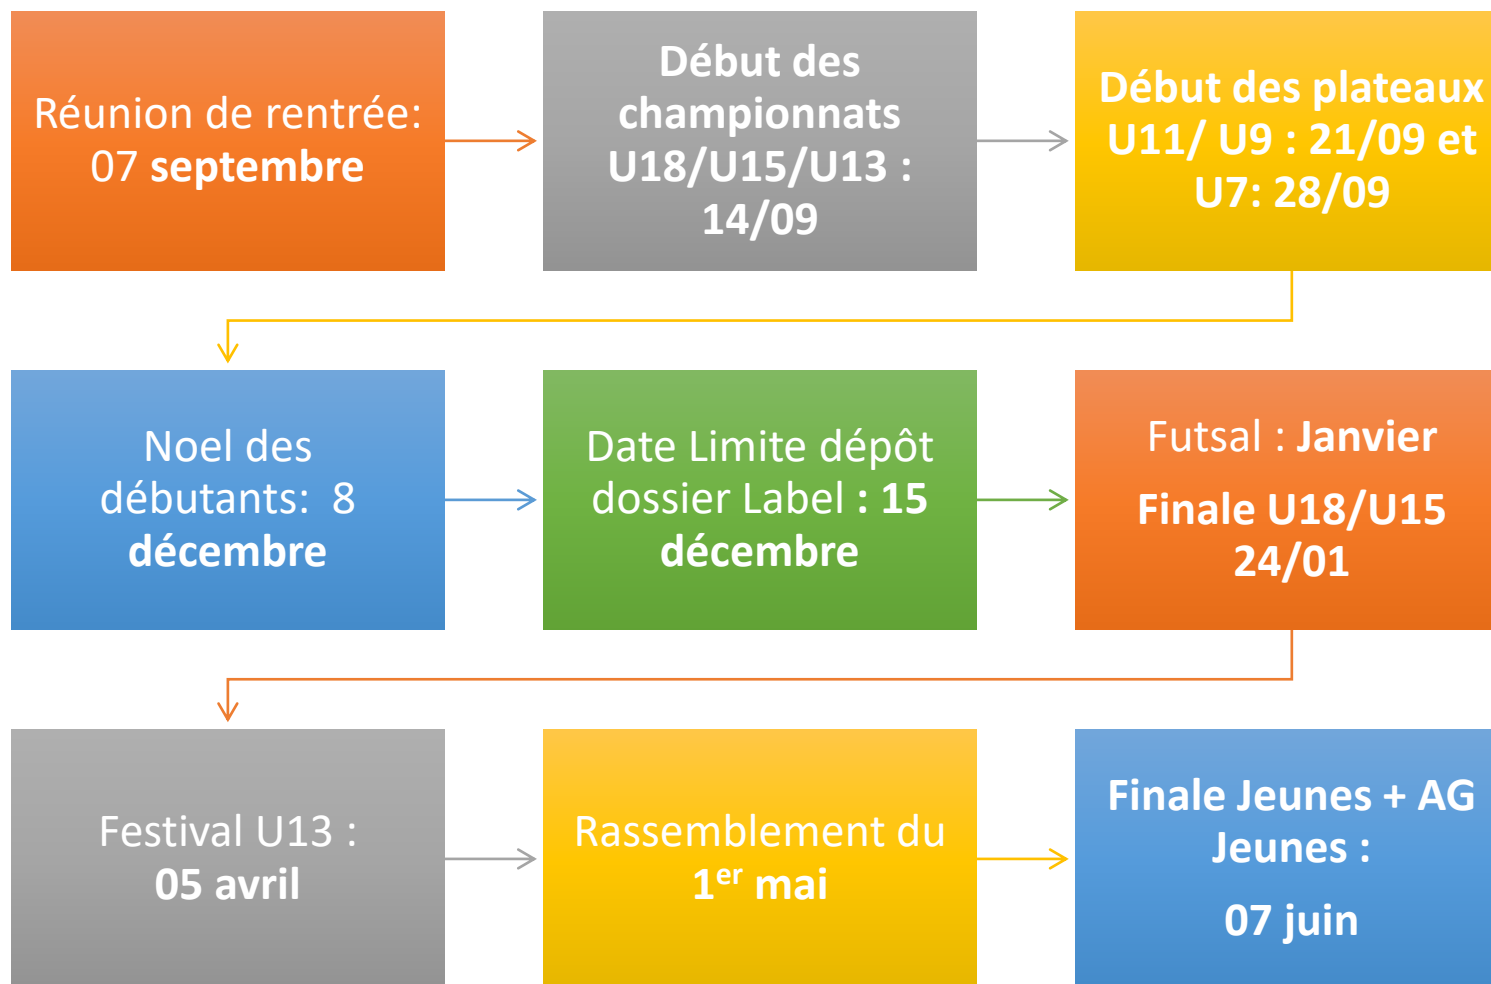 Réunion de rentrée:
07 septembre
Début des
championnats
U18/U15/U13 :
14/09
Début des plateaux
U11/ U9 : 21/09 et
U7: 28/09
Noel des
débutants:  8
décembre
Date Limite dépôt
dossier Label : 15
décembre
Futsal : Janvier
Finale U18/U15
24/01
Festival U13 :
05 avril
Rassemblement du
1er mai
Finale Jeunes + AG
Jeunes :
07 juin